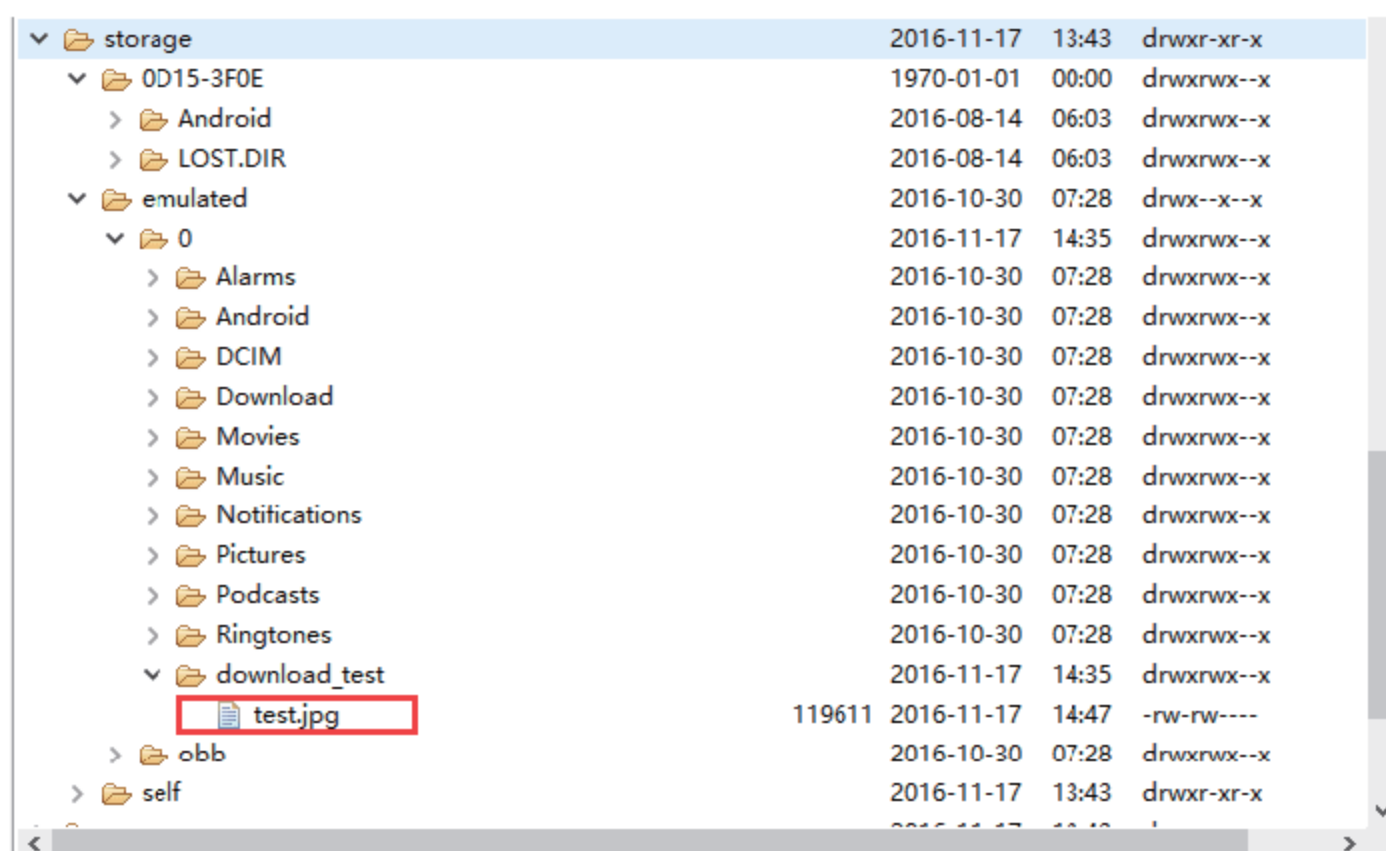 storage 2016-11-17 13:43 drwxr-xr-x
0D15-3F0E 1970-01-01 00:00 drwxrwx--x
Android 2016-08-14 06:03 drwxrwx--x
LOST.DIR 2016-08-14 06:03 drwxrwx--x
emulated 2016-10-30 07:28 drwx--x--x
0 2016-11-17 14:35 drwxrwx--x
Alarms 2016-10-30 07:28 drwxrwx--x
Android 2016-10-30 07:28 drwxrwx--x
DCIM 2016-10-30 07:28 drwxrwx--x
Download 2016-10-30 07:28 drwxrwx--x
Movies 2016-10-30 07:28 drwxrwx--x
Music 2016-10-30 07:28 drwxrwx--x
Notifications 2016-10-30 07:28 drwxrwx--x
Pictures 2016-10-30 07:28 drwxrwx--x
Podcasts 2016-10-30 07:28 drwxrwx--x
Ringtones 2016-10-30 07:28 drwxrwx--x
download_test 2016-11-17 14:35 drwxrwx--x
test.jpg 119611 2016-11-17 14:47 -rw-rw----
obb 2016-10-30 07:28 drwxrwx--x
self 2016-11-17 13:43 drwxr-xr-x